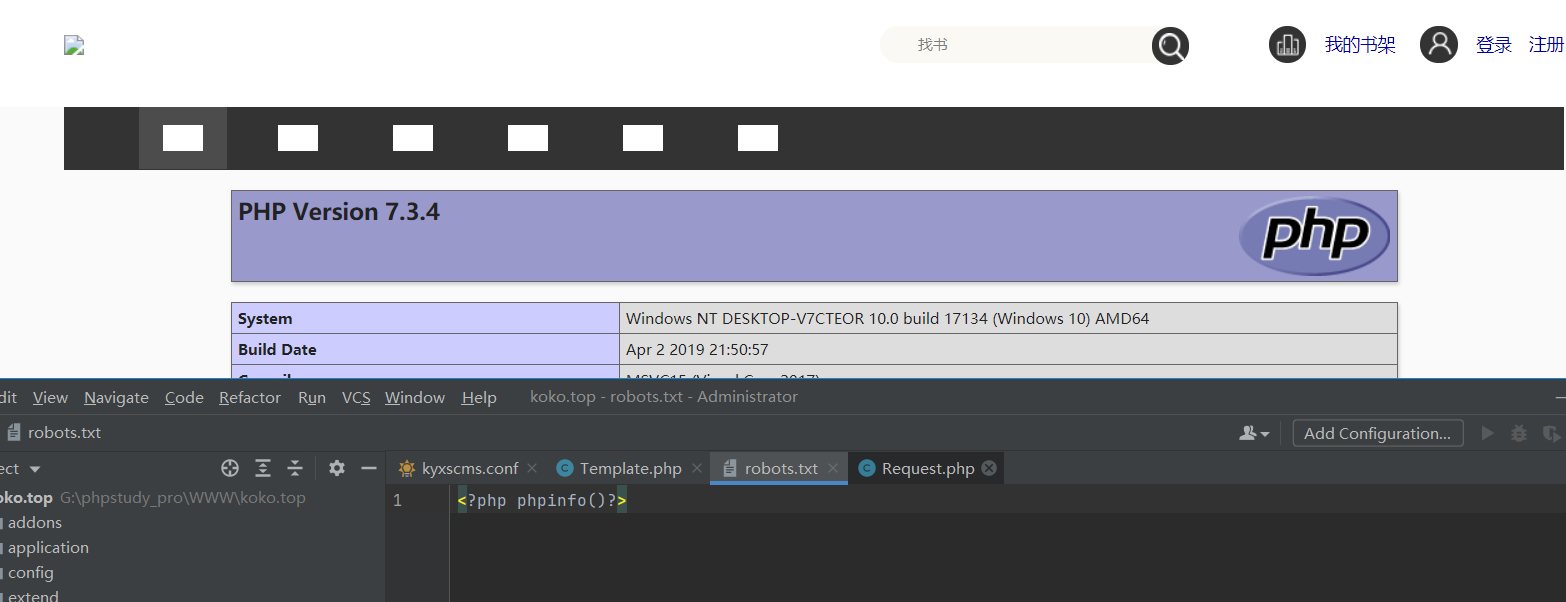 找书
我的书架 登录 注册
PHP Version 7.3.4
php
System Windows NT DESKTOP-V7CTEOR 10.0 build 17134 (Windows 10) AMD64
Build Date Apr 2 2019 21:50:57
dit View Navigate Code Refactor Run VCS Window Help koko.top - robots.txt - Administrator
robots.txt Add Configuration...
ect kyxscms.conf Template.php robots.txt Request.php
oko.top G:\phpstudy_pro\WWW\koko.top 1 <?php phpinfo()?>
addons
application
config
extend